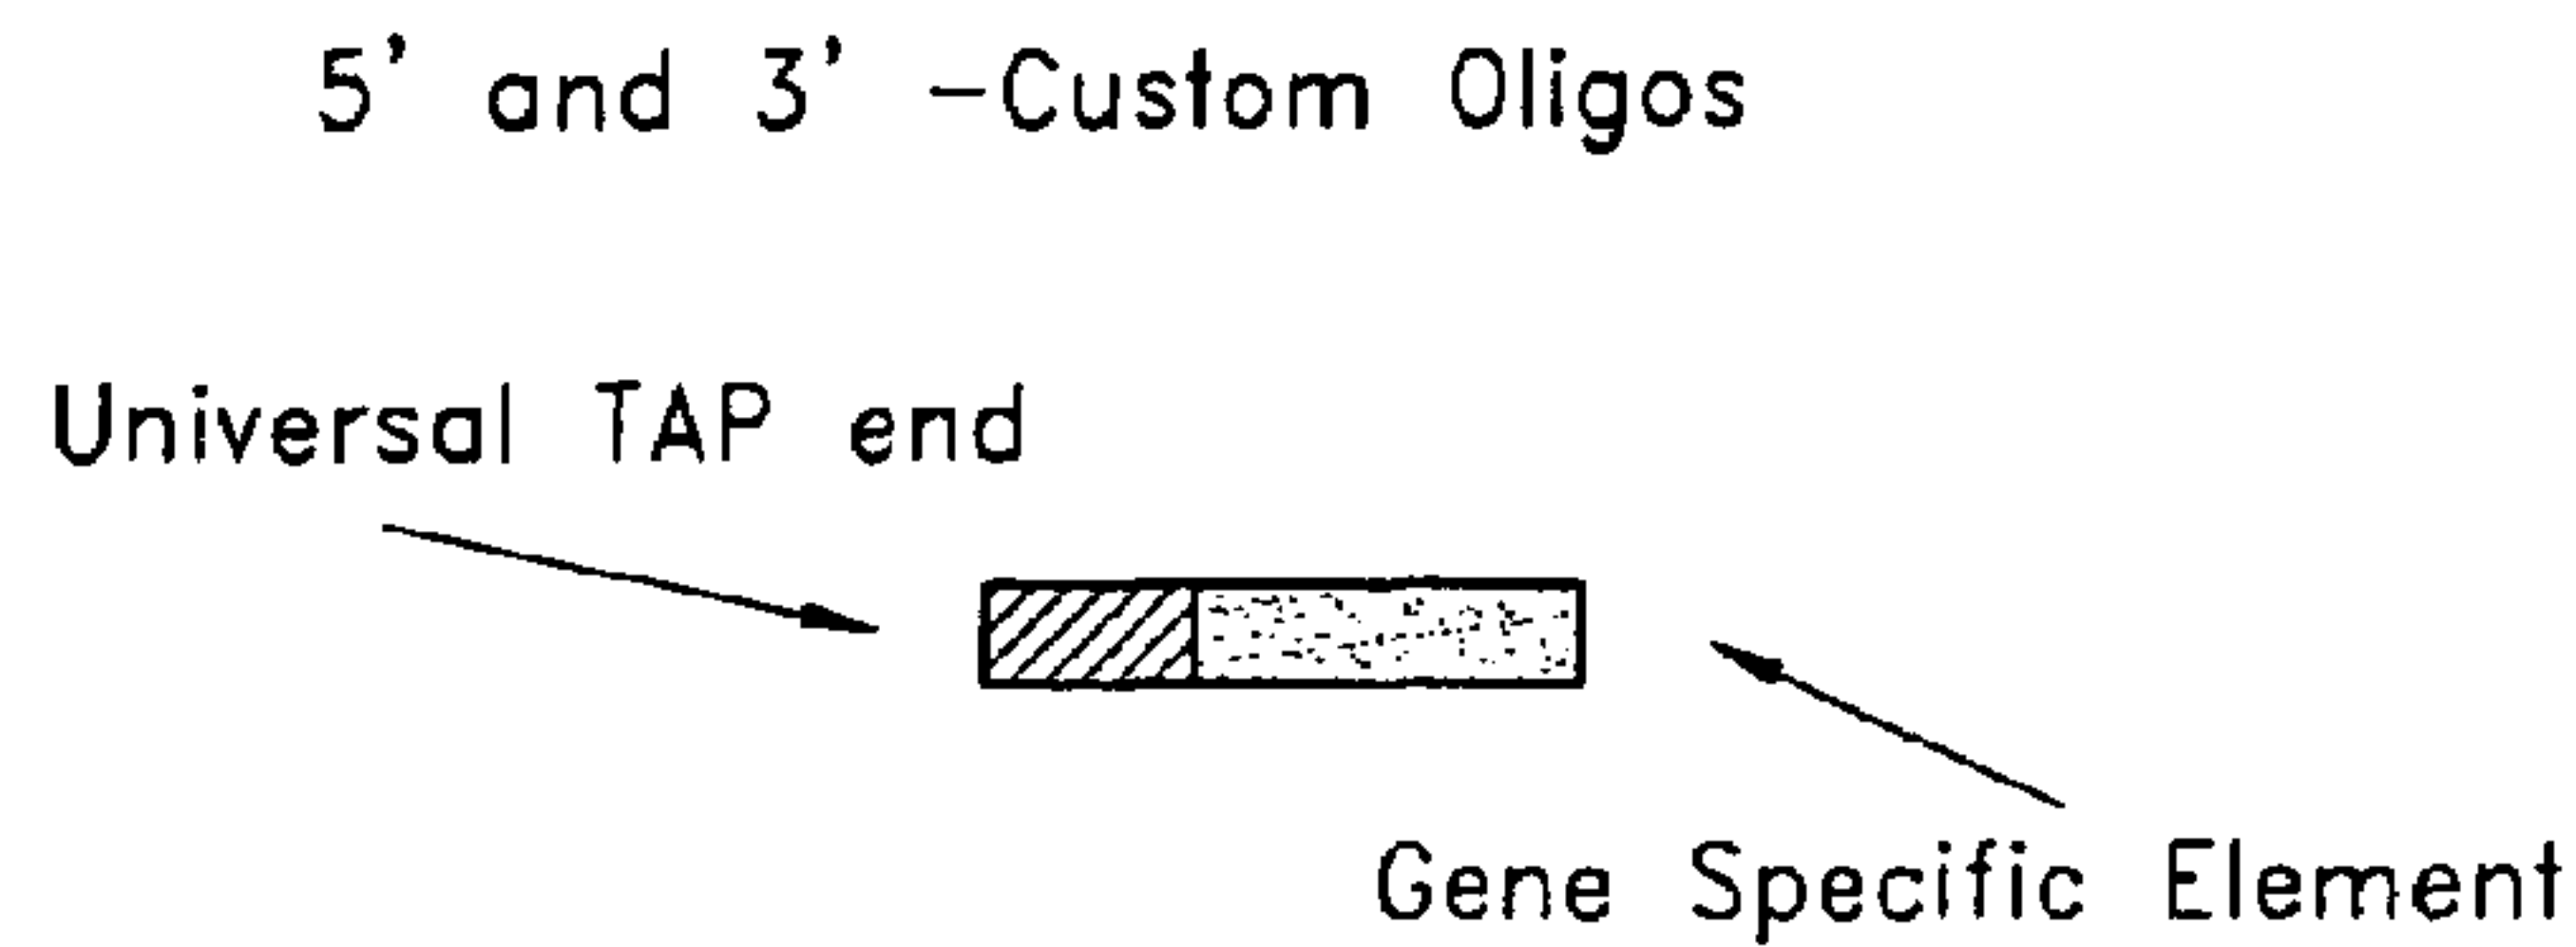 5' and 3' -Custom Oligos
Universal TAP end
Gene Specific Element